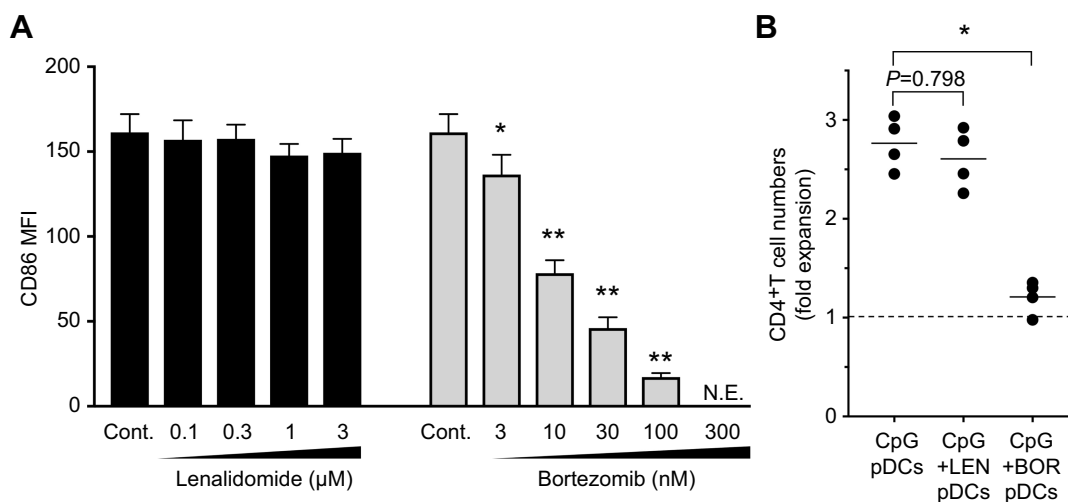 A
200
150
100
50
0
CD86 MFI
*
**
**
**
N.E.
Cont. 0.1 0.3 1 3
Lenalidomide (µM)
Cont. 3 10 30 100 300
Bortezomib (nM)
B
*
P=0.798
3
2
1
0
CD4+T cell numbers
(fold expansion)
CpG
pDCs
CpG
+LEN
pDCs
CpG
+BOR
pDCs